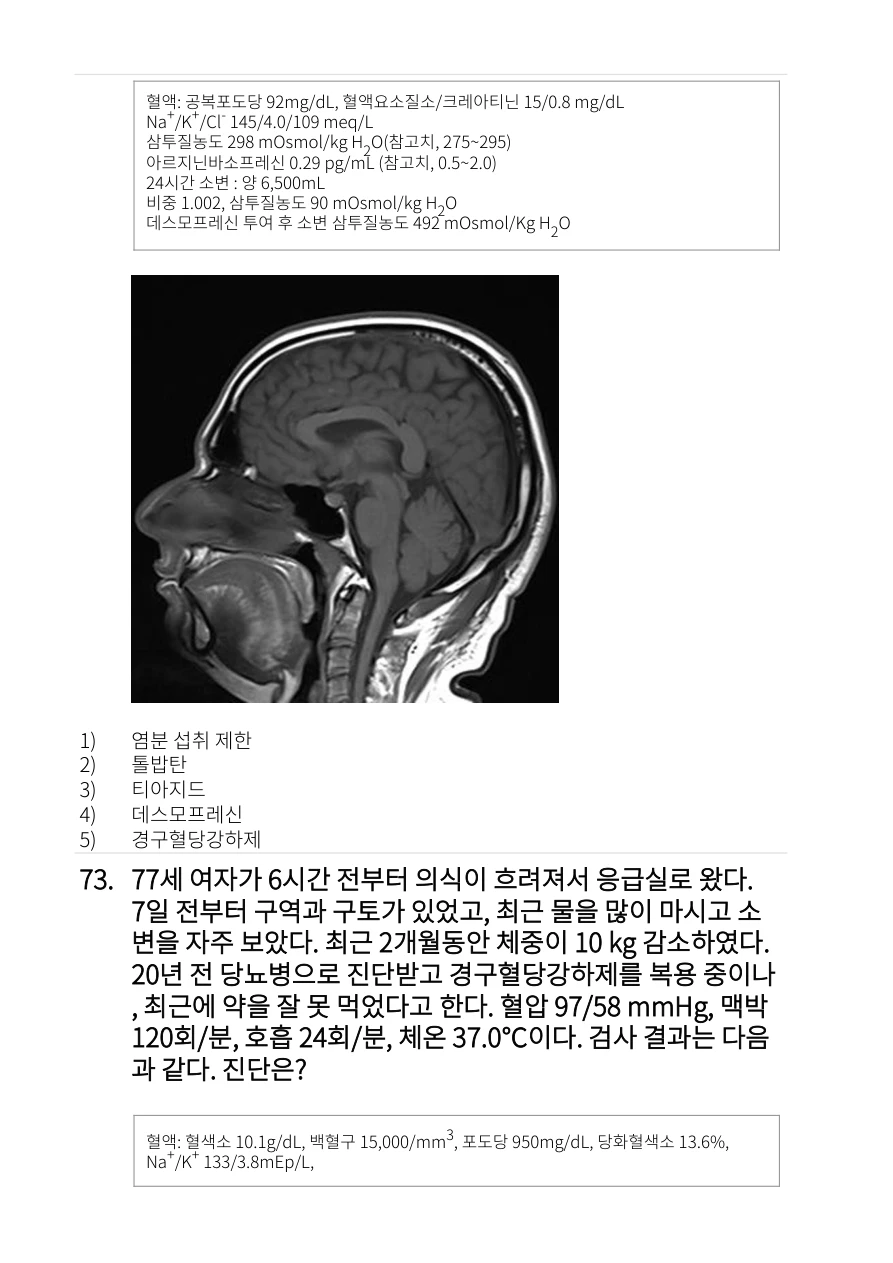 혈액: 공복포도당 92mg/dL, 혈액요소질소/크레아티닌 15/0.8 mg/dL
Na⁺/K⁺/Cl⁻ 145/4.0/109 meq/L
삼투질농도 298 mOsmol/kg H₂O(참고치, 275~295)
아르지닌바소프레신 0.29 pg/mL (참고치, 0.5~2.0)
24시간 소변 : 양 6,500mL
비중 1.002, 삼투질농도 90 mOsmol/kg H₂O
데스모프레신 투여 후 소변 삼투질농도 492 mOsmol/Kg H₂O
1) 염분 섭취 제한
2) 톨밥탄
3) 티아지드
4) 데스모프레신
5) 경구혈당강하제
73. 77세 여자가 6시간 전부터 의식이 흐려져서 응급실로 왔다.
7일 전부터 구역과 구토가 있었고, 최근 물을 많이 마시고 소
변을 자주 보았다. 최근 2개월동안 체중이 10 kg 감소하였다.
20년 전 당뇨병으로 진단받고 경구혈당강하제를 복용 중이나
, 최근에 약을 잘 못 먹었다고 한다. 혈압 97/58 mmHg, 맥박
120회/분, 호흡 24회/분, 체온 37.0℃이다. 검사 결과는 다음
과 같다. 진단은?
혈액: 혈색소 10.1g/dL, 백혈구 15,000/mm³, 포도당 950mg/dL, 당화혈색소 13.6%,
Na⁺/K⁺ 133/3.8mEp/L,